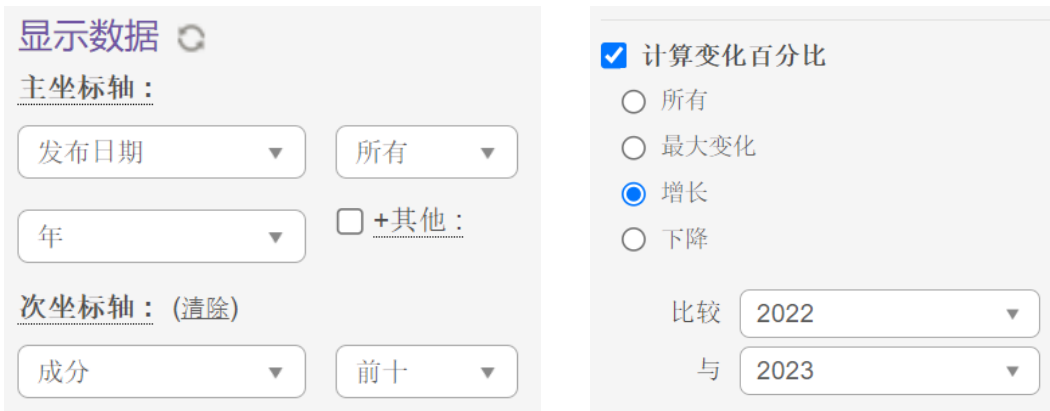 显示数据
主坐标轴：
发布日期
所有
年
+其他：
次坐标轴：(清除)
成分
前十
计算变化百分比
所有
最大变化
增长
下降
比较 2022
与 2023